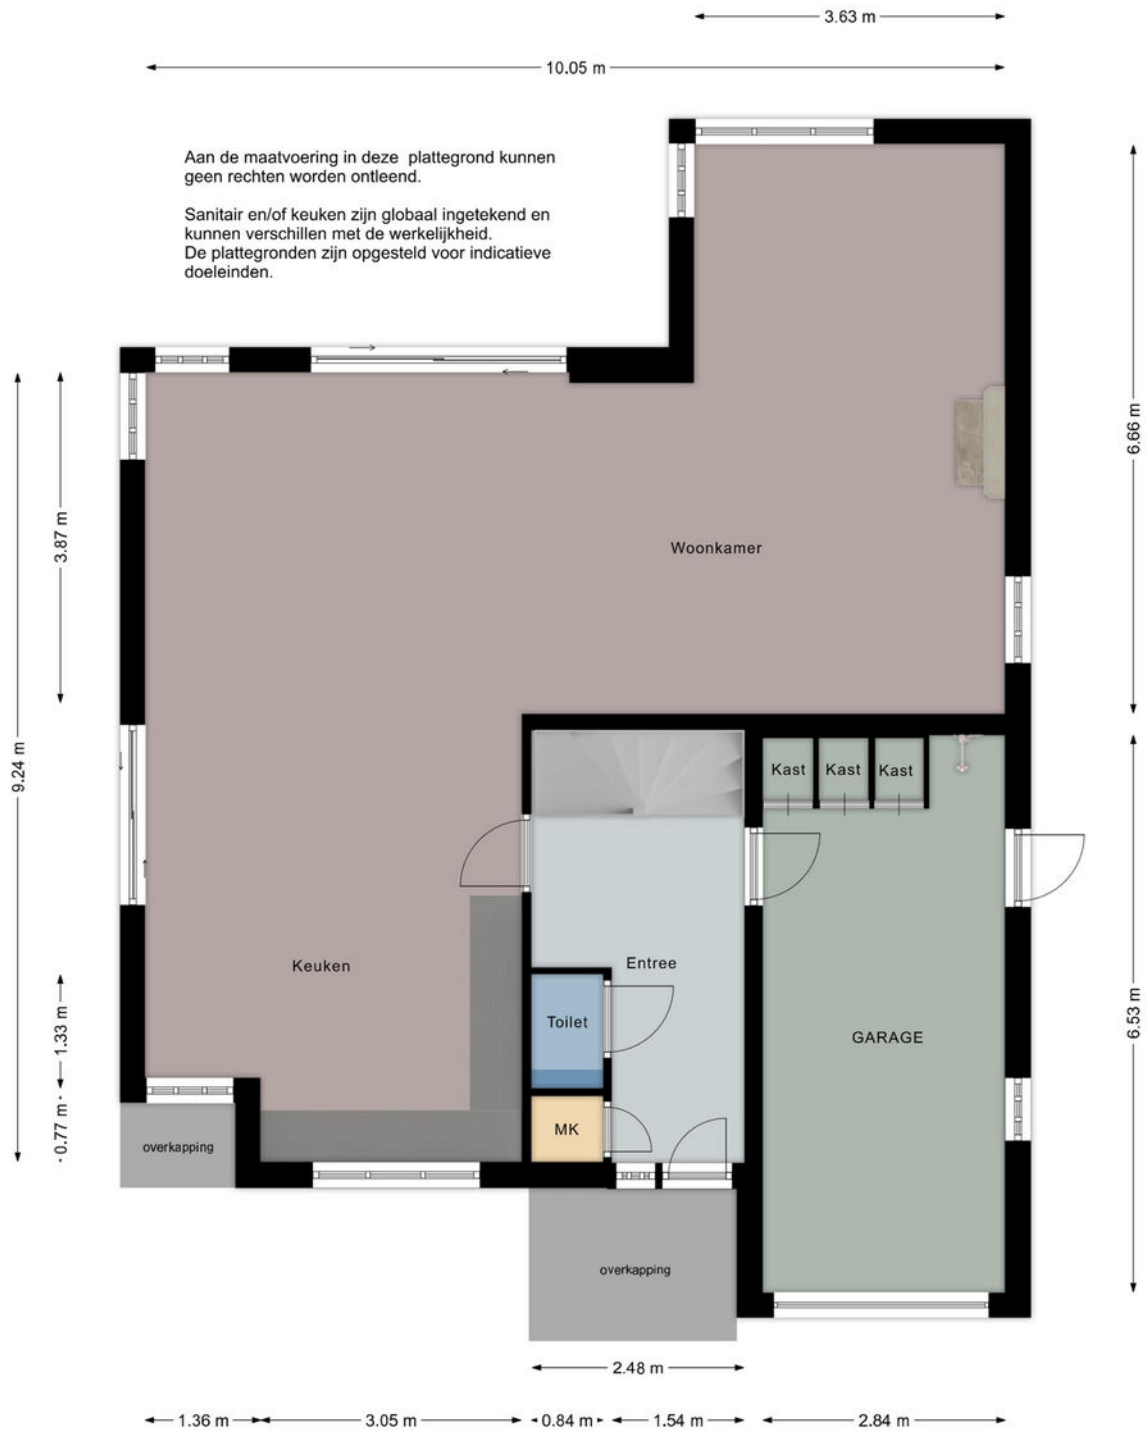 3.63 m
10.05 m
Aan de maatvoering in deze plattegrond kunnen
geen rechten worden ontleend.
Sanitair en/of keuken zijn globaal ingetekend en
kunnen verschillen met de werkelijkheid.
De plattegronden zijn opgesteld voor indicatieve
doeleinden.
6.66 m
3.87 m
Woonkamer
9.24 m
Kast
Kast
Kast
Keuken
Entree
1.33 m
Toilet
6.53 m
GARAGE
0.77 m
MK
overkapping
overkapping
2.48 m
1.36 m
3.05 m
0.84 m
1.54 m
2.84 m